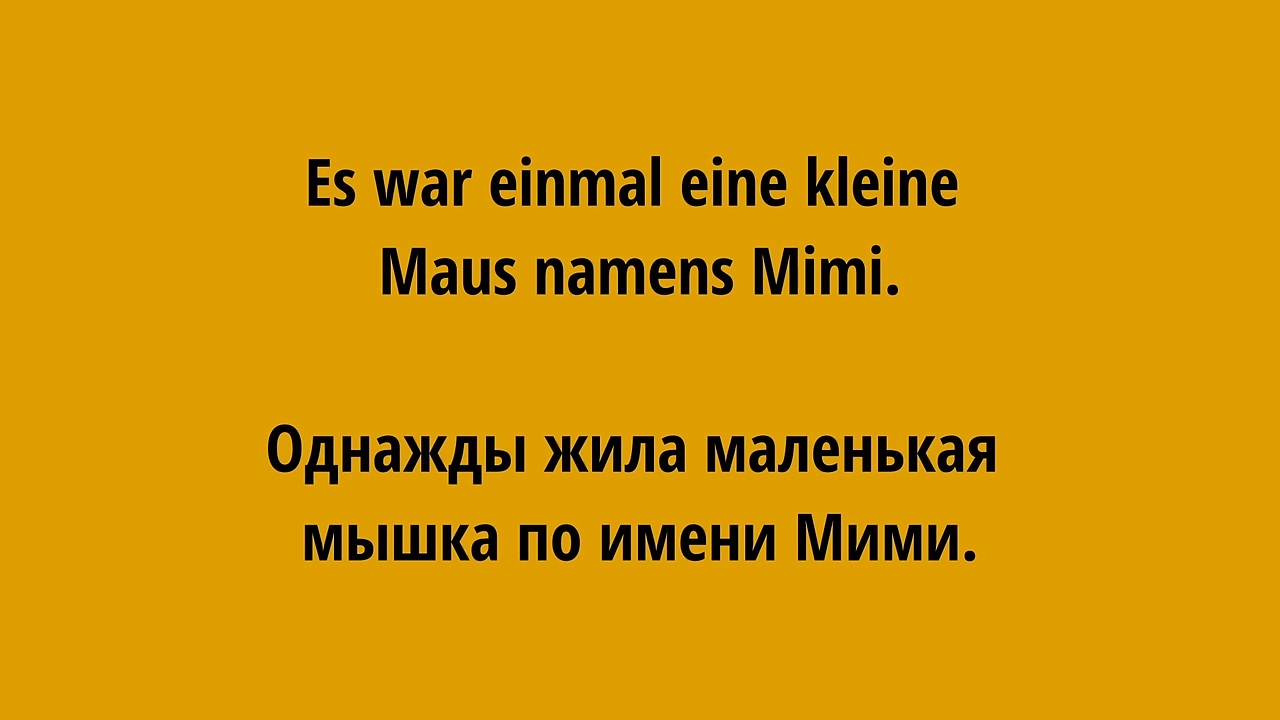 Es war einmal eine kleine
Maus namens Mimi.
Однажды жила маленькая
мышка по имени Мими.